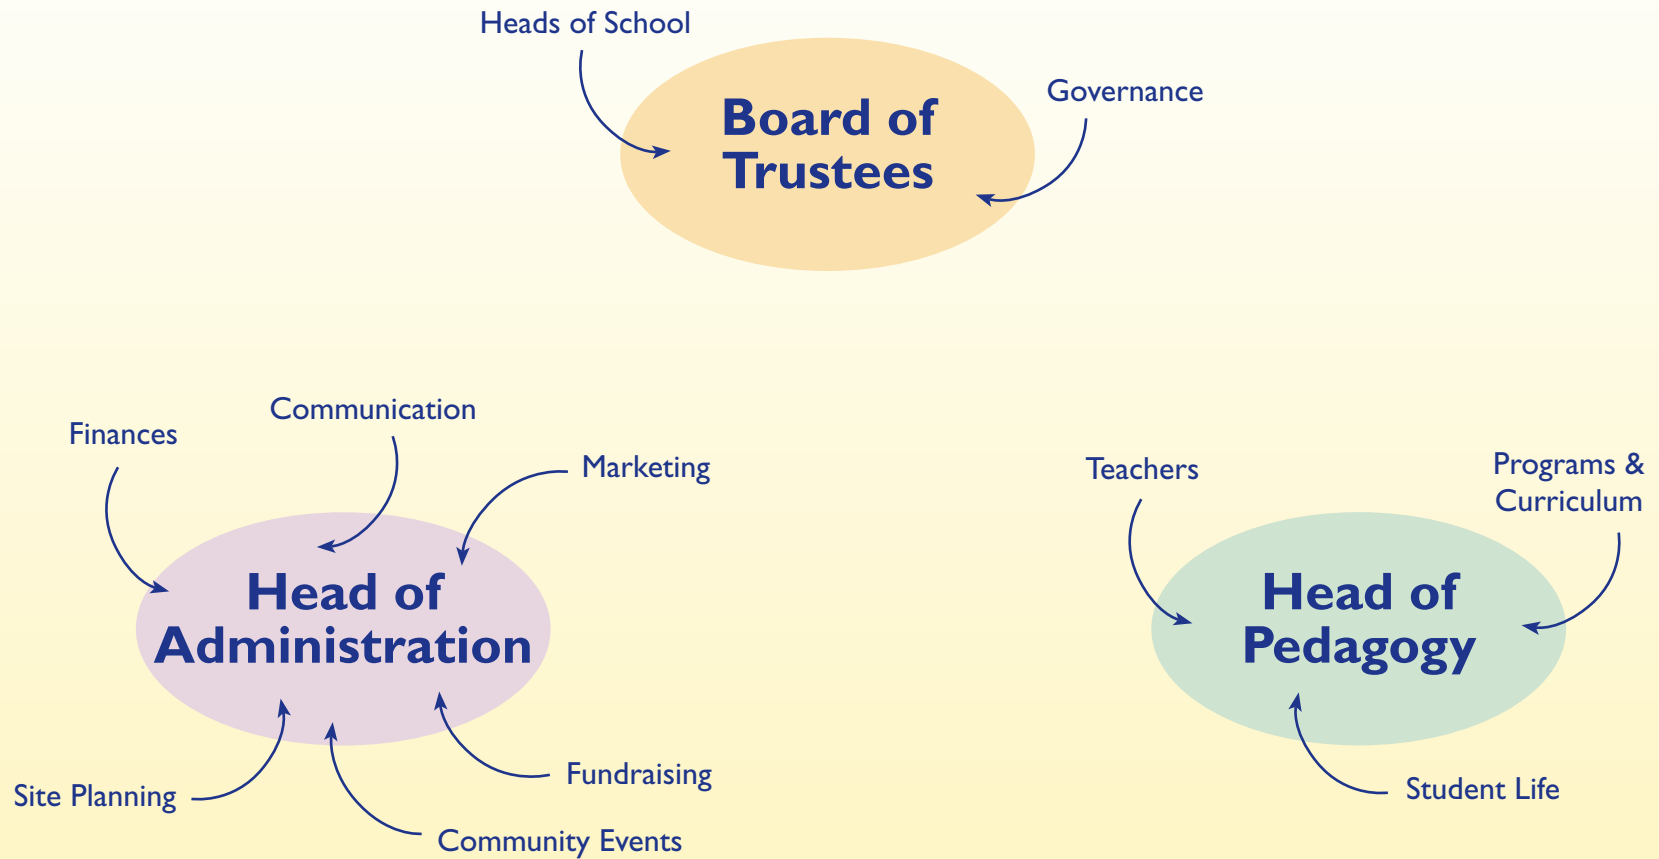 Heads of School
Governance
Board of
Trustees
Finances
Communication
Marketing
Head of
Administration
Site Planning
Community Events
Fundraising
Teachers
Programs &
Curriculum
Head of
Pedagogy
Student Life